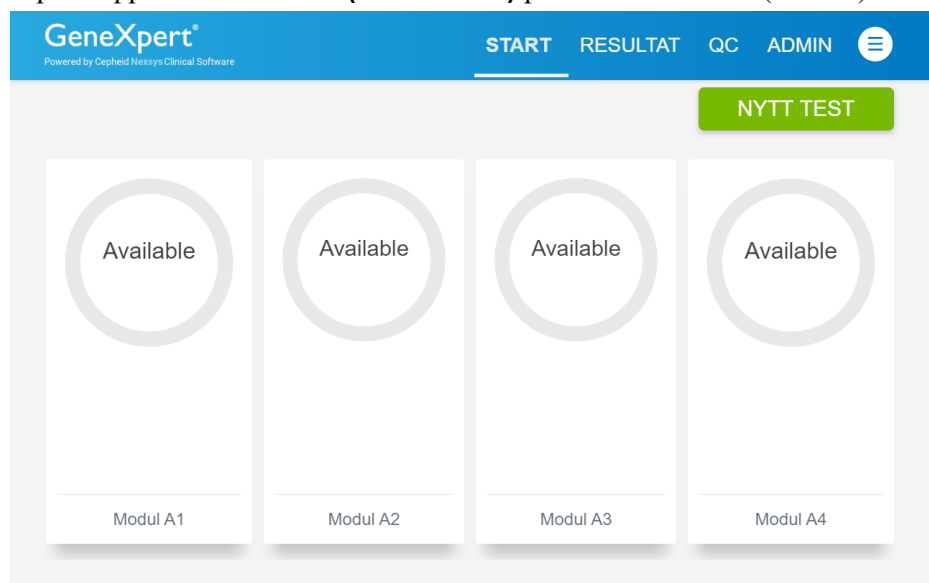 GeneXpert®
Powered by Cepheid Nexsys Clinical Software
START RESULTAT QC ADMIN
NYTT TEST
Available Available Available Available
Modul A1 Modul A2 Modul A3 Modul A4